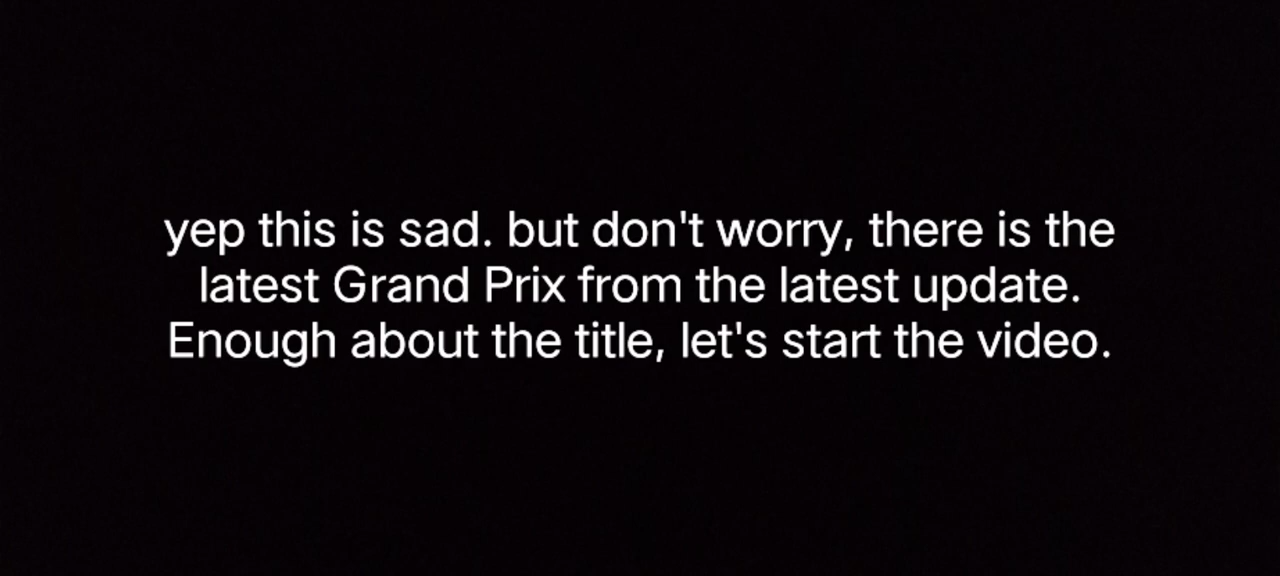 yep this is sad. but don't worry, there is the
latest Grand Prix from the latest update.
Enough about the title, let's start the video.